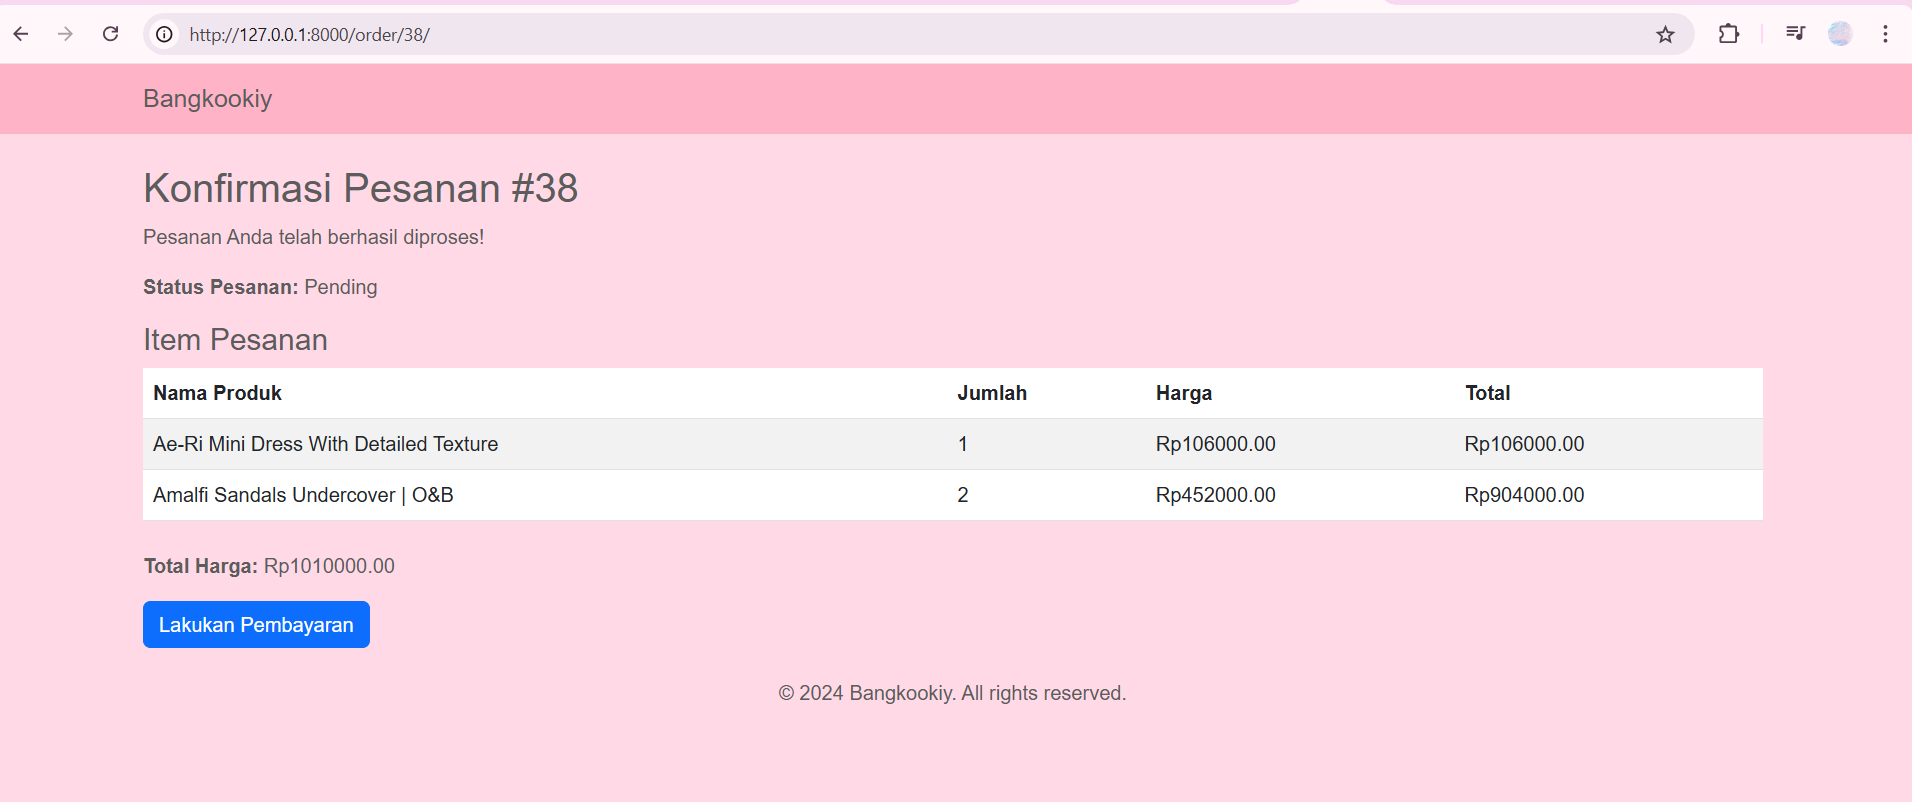 http://127.0.0.1:8000/order/38/
Bangkookiy
Konfirmasi Pesanan #38
Pesanan Anda telah berhasil diproses!
Status Pesanan: Pending
Item Pesanan
Nama Produk Jumlah Harga Total
Ae-Ri Mini Dress With Detailed Texture 1 Rp106000.00 Rp106000.00
Amalfi Sandals Undercover | O&B 2 Rp452000.00 Rp904000.00
Total Harga: Rp1010000.00
Lakukan Pembayaran
© 2024 Bangkookiy. All rights reserved.